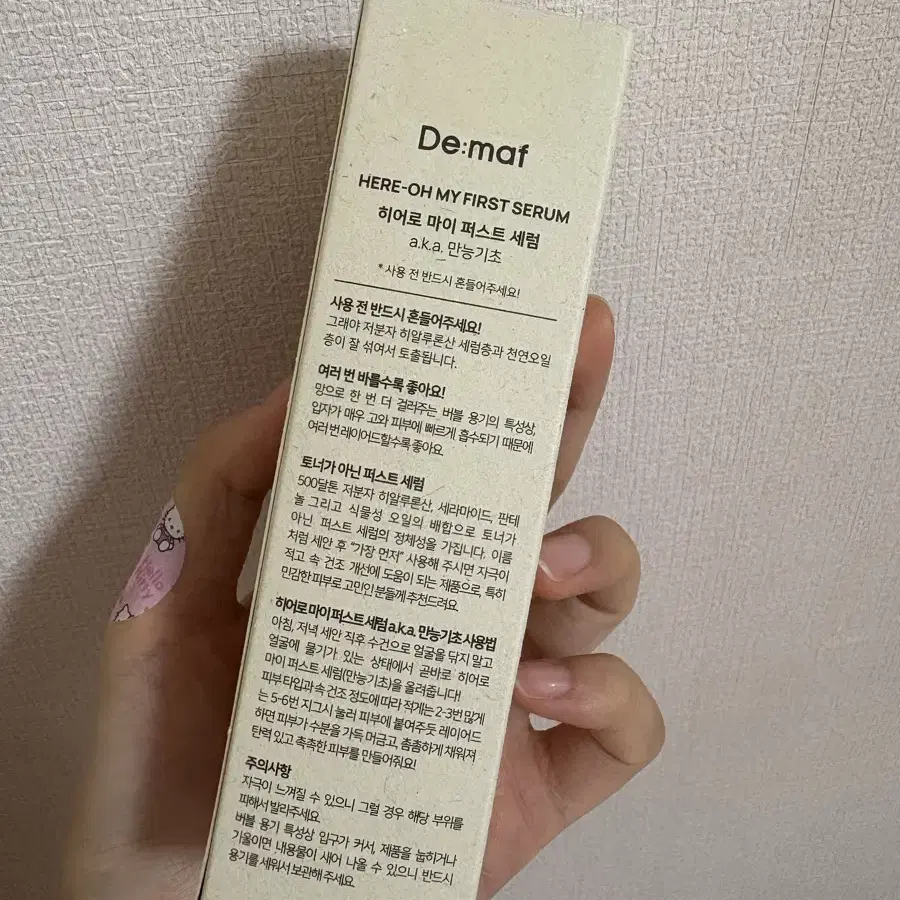 De:maf
HERE-OH MY FIRST SERUM
히어로 마이 퍼스트 세럼
a.k.a. 만능기초
* 사용 전 반드시 흔들어주세요!
사용 전 반드시 흔들어주세요!
그래야 저분자 히알루론산 세럼층과 천연오일
층이 잘 섞여서 토출됩니다.
여러 번 바를수록 좋아요!
망으로 한 번 더 걸러주는 버블 용기의 특성상,
입자가 매우 고와 피부에 빠르게 흡수되기 때문에
여러 번 레이어드할수록 좋아요.
토너가 아닌 퍼스트 세럼
500달톤 저분자 히알루론산, 세라마이드, 판테
놀 그리고 식물성 오일의 배합으로 토너가
아닌 퍼스트 세럼의 정체성을 가집니다. 이름
처럼 세안 후 "가장 먼저" 사용해 주시면 자극이
적고 속 건조 개선에 도움이 되는 제품으로, 특히
민감한 피부로 고민인 분들께 추천드려요.
히어로 마이 퍼스트 세럼 a.k.a. 만능기초 사용법
아침, 저녁 세안 직후 수건으로 얼굴을 닦지 말고
얼굴에 물기가 있는 상태에서 곧바로 히어로
마이 퍼스트 세럼(만능기초)을 올려줍니다!
피부 타입과 속 건조 정도에 따라 적게는 2-3번 많게
는 5-6번 지그시 눌러 피부에 붙여주듯 레이어드
하면 피부가 수분을 가득 머금고, 촘촘하게 채워져
탄력 있고 촉촉한 피부를 만들어줘요!
주의사항
자극이 느껴질 수 있으니 그럴 경우 해당 부위를
피해서 발라주세요.
버블 용기 특성상 입구가 커서, 제품을 눕히거나
기울이면 내용물이 새어 나올 수 있으니 반드시
용기를 세워서 보관해 주세요.